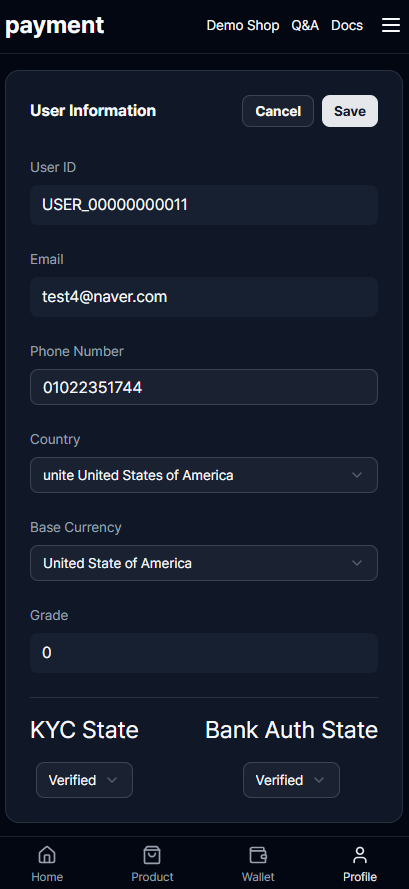 payment Demo Shop Q&A Docs
User Information Cancel Save
User ID
USER_00000000011
Email
test4@naver.com
Phone Number
01022351744
Country
unite United States of America
Base Currency
United State of America
Grade
0
KYC State Bank Auth State
Verified Verified
Home Product Wallet Profile